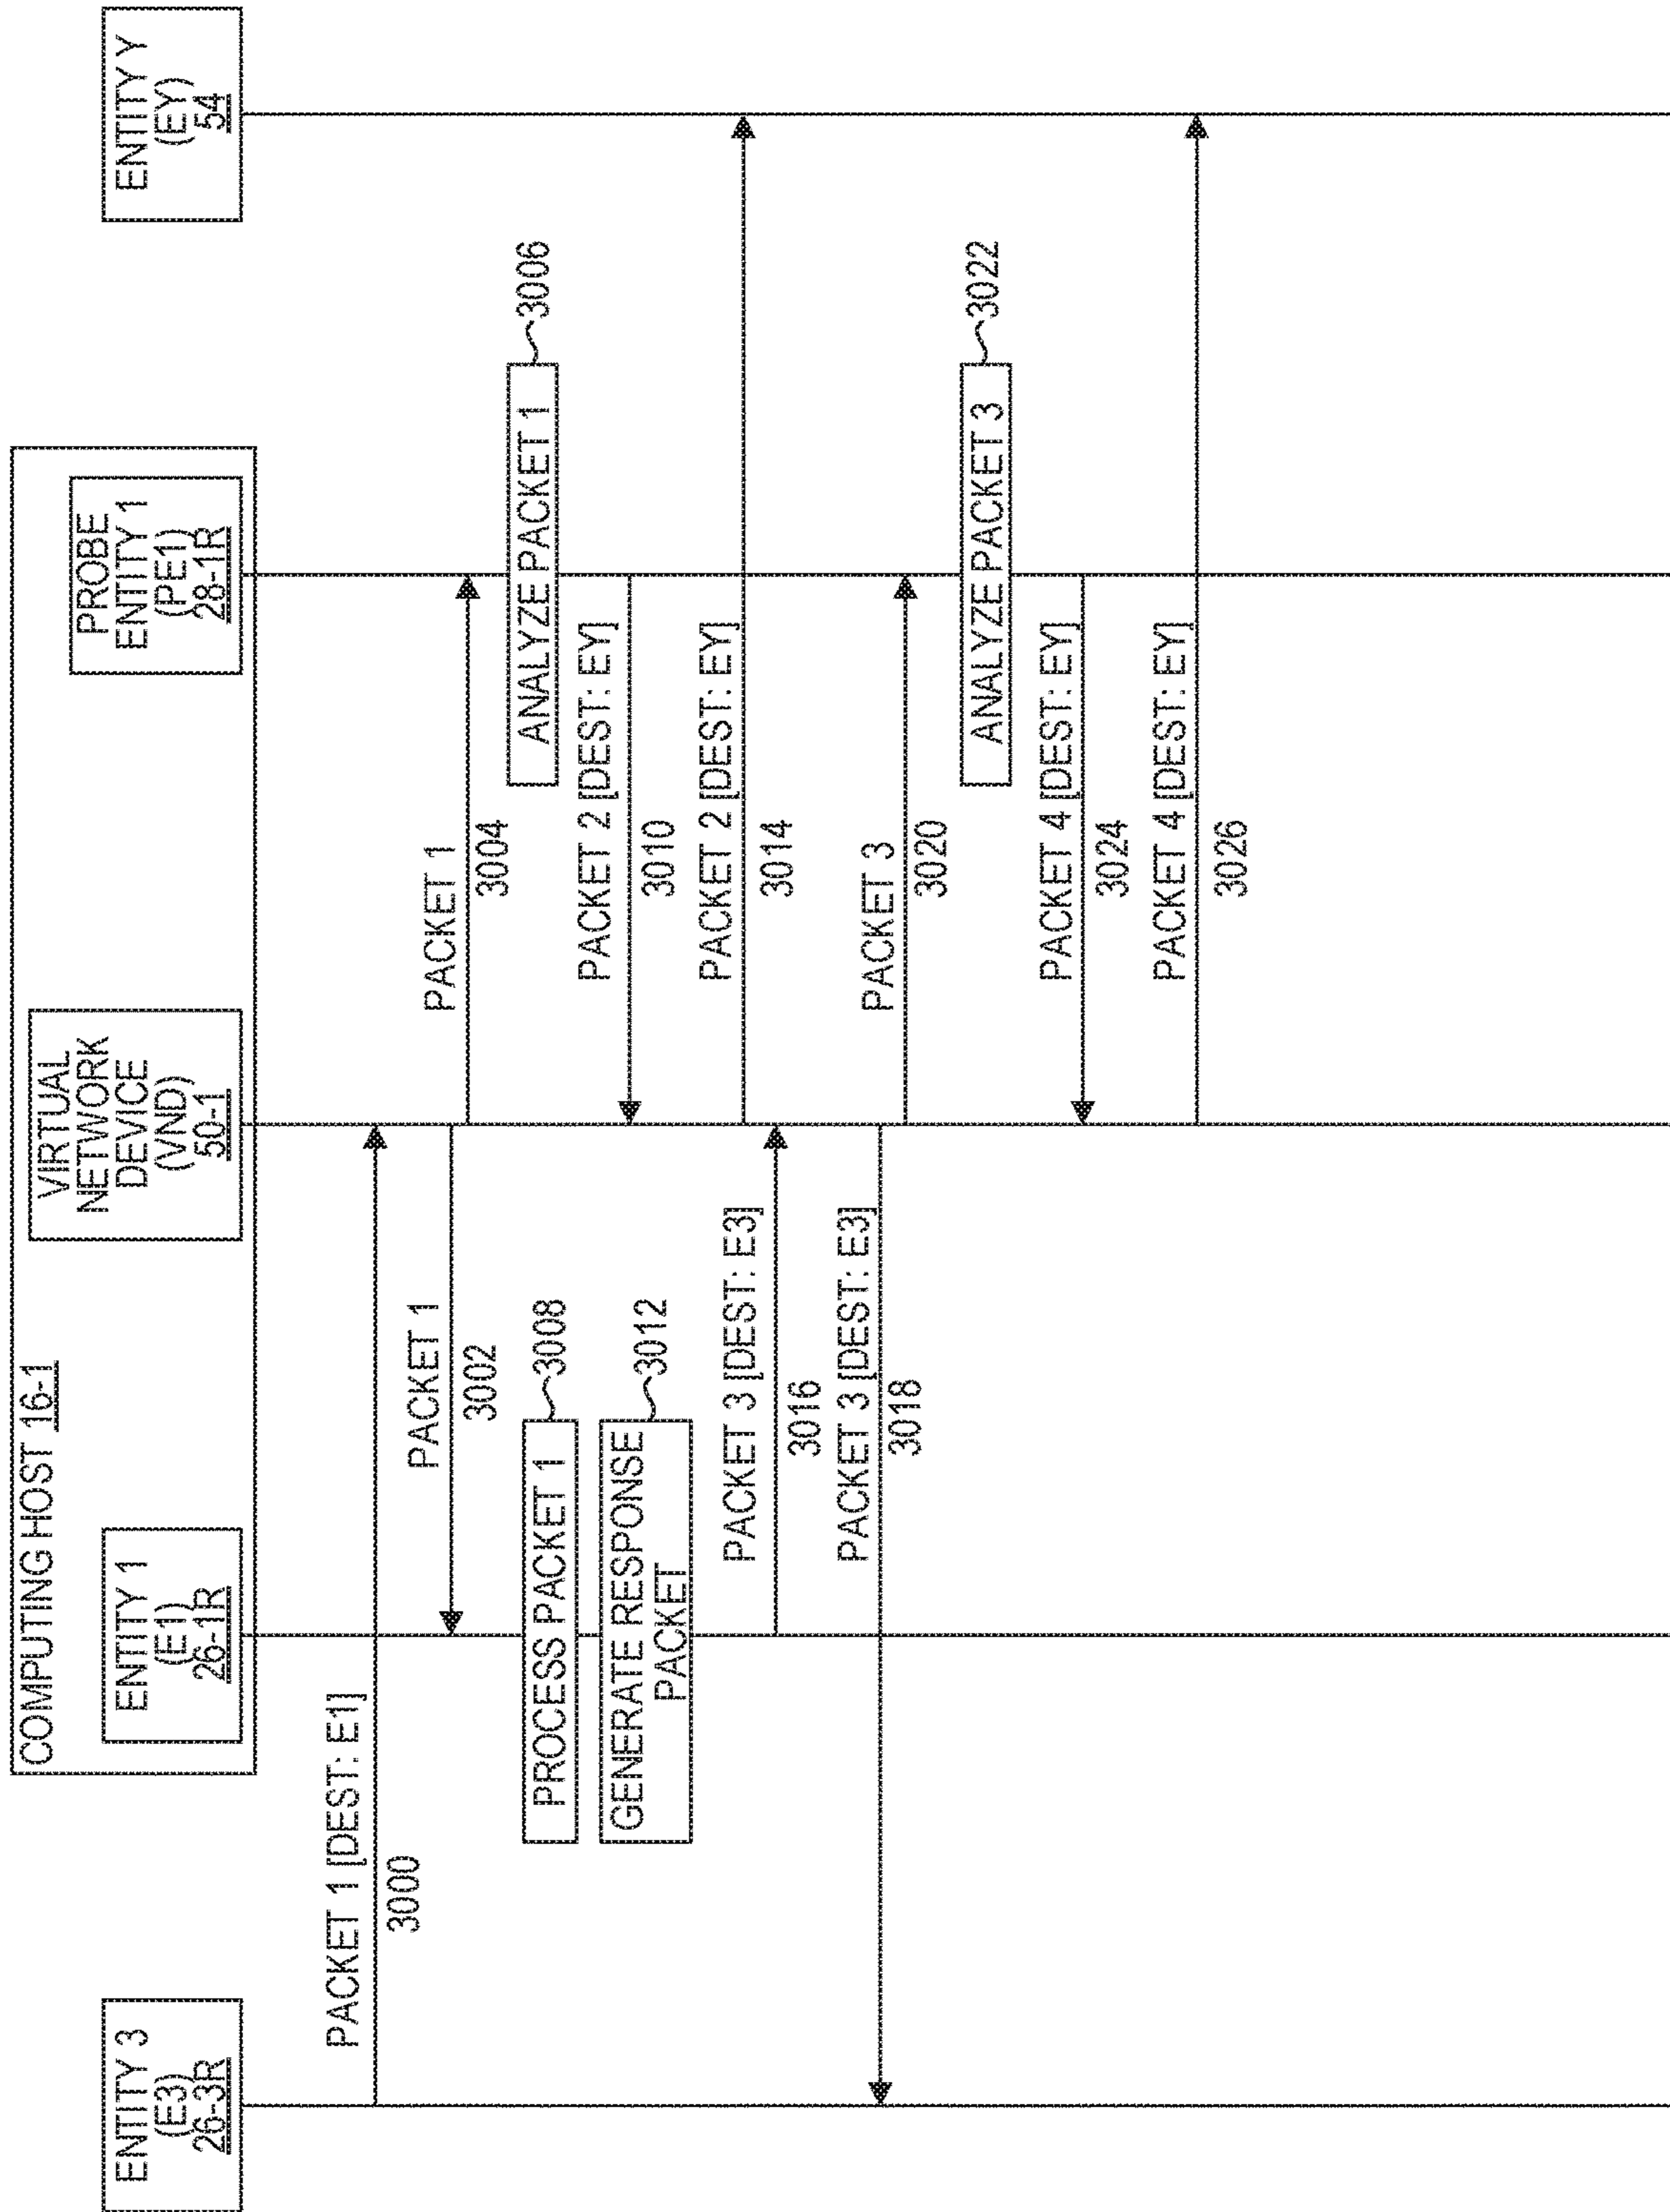 COMPUTING HOST 16-1
ENTITY 3
(E3)
26-3R
ENTITY 1
(E1)
26-1R
VIRTUAL
NETWORK
DEVICE
(VND)
50-1
PROBE
ENTITY 1
(PE1)
28-1R
ENTITY Y
(EY)
54
PACKET 1 [DEST: E1]
3000
PACKET 1
3002
PACKET 1
3004
ANALYZE PACKET 1
3006
PROCESS PACKET 1
3008
PACKET 2 [DEST: EY]
3010
GENERATE RESPONSE
PACKET
3012
PACKET 2 [DEST: EY]
3014
PACKET 3 [DEST: E3]
3016
PACKET 3 [DEST: E3]
3018
PACKET 3
3020
ANALYZE PACKET 3
3022
PACKET 4 [DEST: EY]
3024
PACKET 4 [DEST: EY]
3026